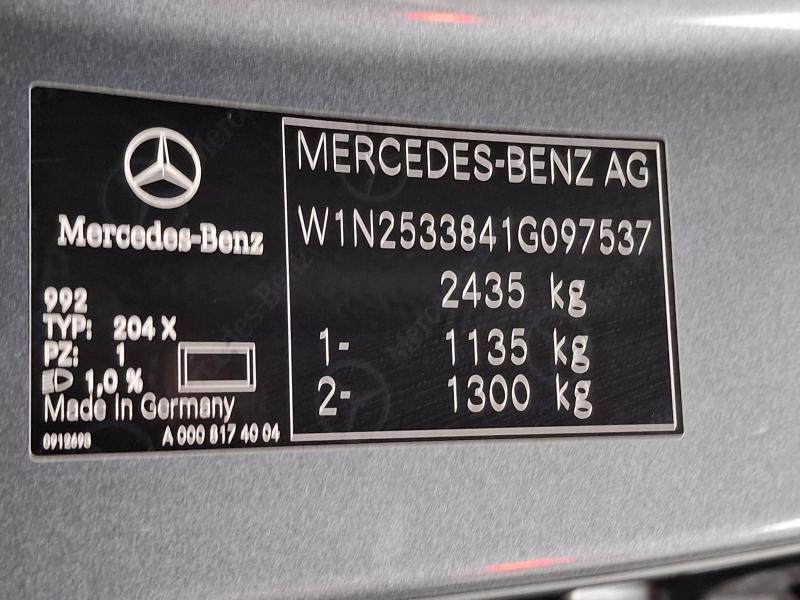 Mercedes-Benz
992
TYP: 204 X
PZ: 1
1,0 %
Made In Germany
0912698
A 000 817 40 04
MERCEDES-BENZ AG
W1N2533841G097537
2435 kg
1- 1135 kg
2- 1300 kg